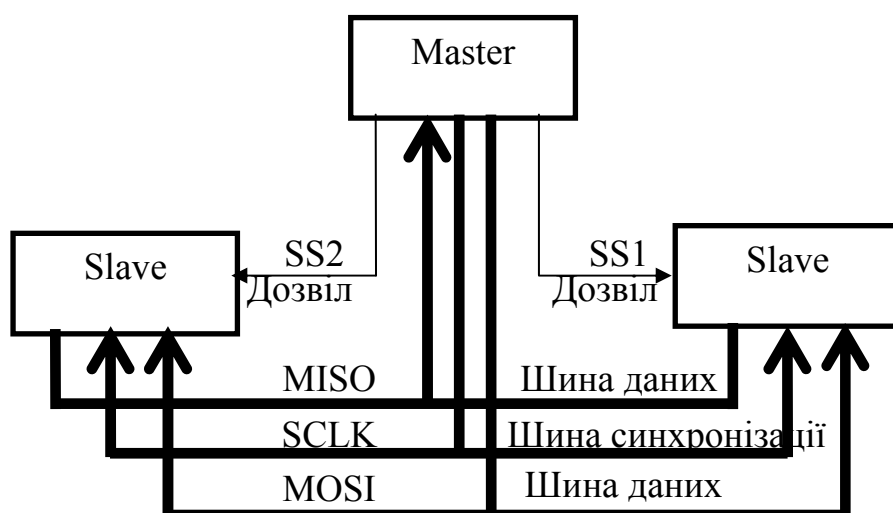 Master
Slave
SS2
Дозвіл
SS1
Дозвіл
Slave
MISO
Шина даних
SCLK
Шина синхронізації
MOSI
Шина даних